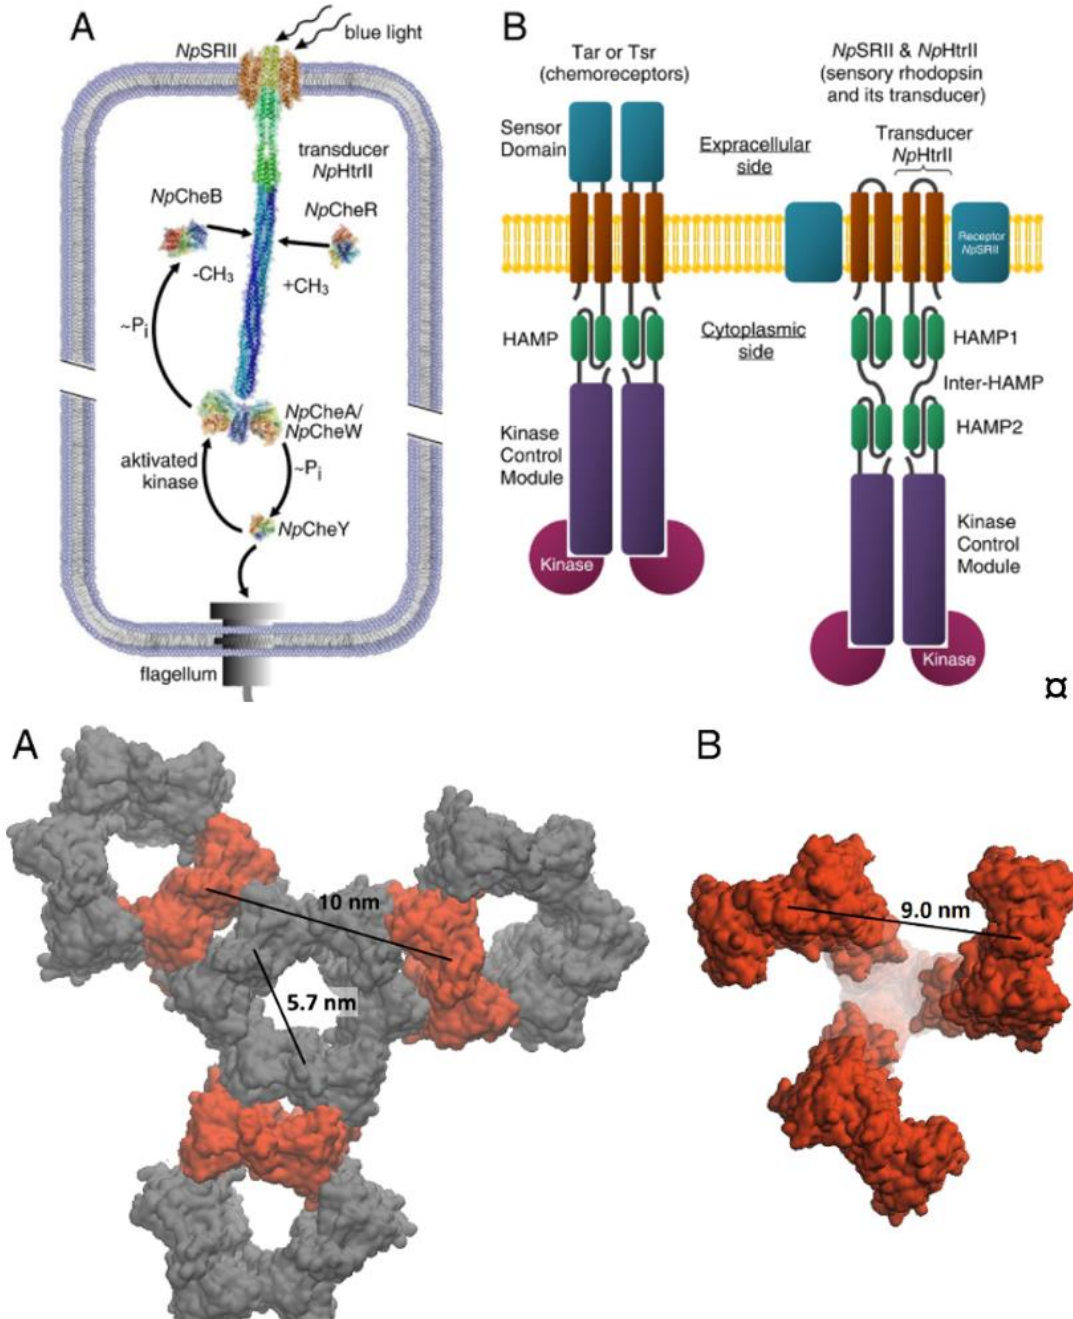 A
NpSRII
blue light
transducer
NpHtrII
NpCheB
NpCheR
-CH₃
+CH₃
~Pᵢ
NpCheA/
NpCheW
aktivated
kinase
~Pᵢ
NpCheY
flagellum
B
Tar or Tsr
(chemoreceptors)
NpSRII & NpHtrII
(sensory rhodopsin
and its transducer)
Sensor
Domain
Expracellular
side
Transducer
NpHtrII
Receptor
NpSRII
HAMP
Cytoplasmic
side
HAMP1
Inter-HAMP
HAMP2
Kinase
Control
Module
Kinase
Kinase
Control
Module
Kinase
¤
A
10 nm
5.7 nm
B
9.0 nm